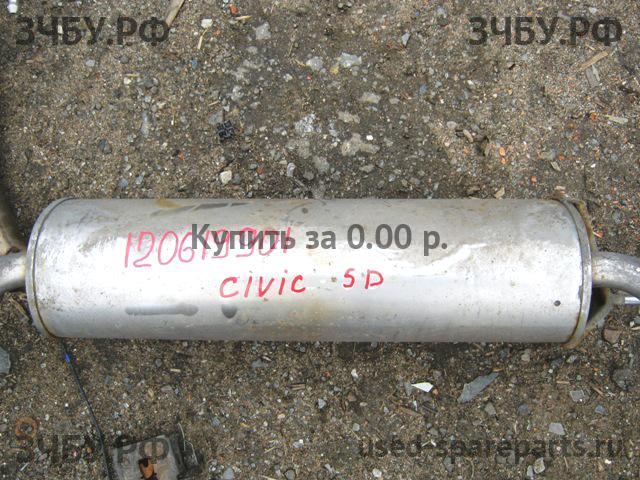 ЗЧБУ.РФ ЗЧБУ.РФ
Купить за 0.00 р.
CIVIC 5D
ЗЧБУ.РФ used-spareparts.ru